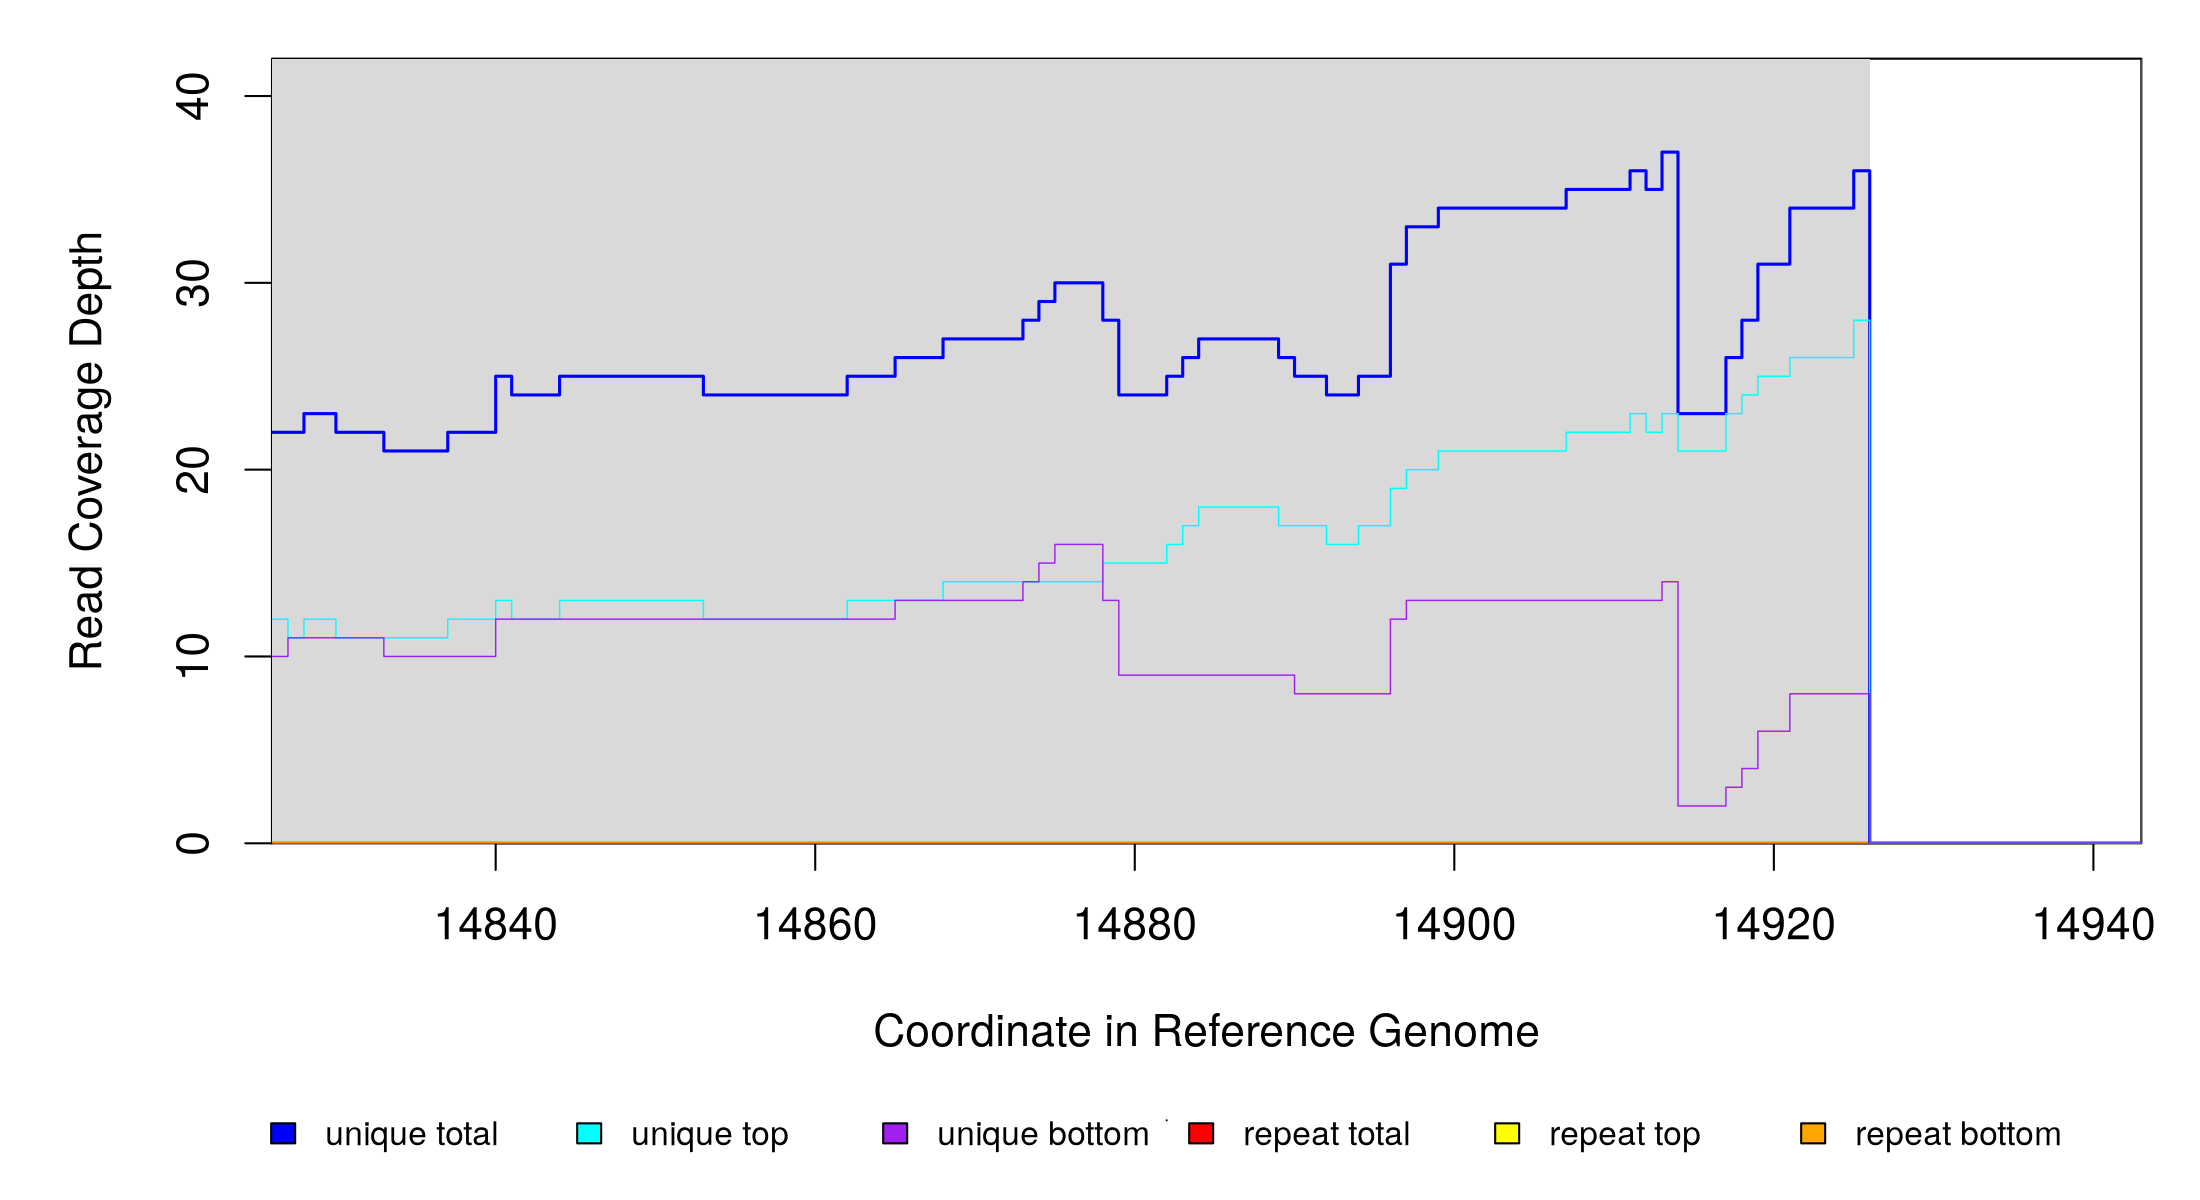 40
30
20
10
0
Read Coverage Depth
14840 14860 14880 14900 14920 14940
Coordinate in Reference Genome
unique total unique top unique bottom repeat total repeat top repeat bottom